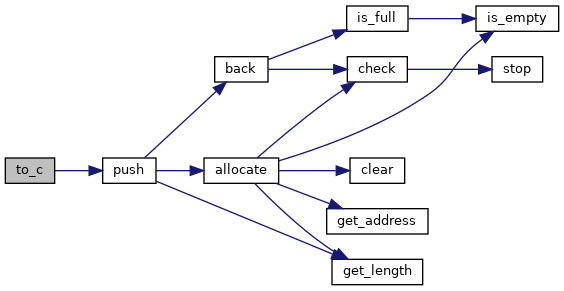 is_full
is_empty
back
check
stop
to_c
push
allocate
clear
get_address
get_length